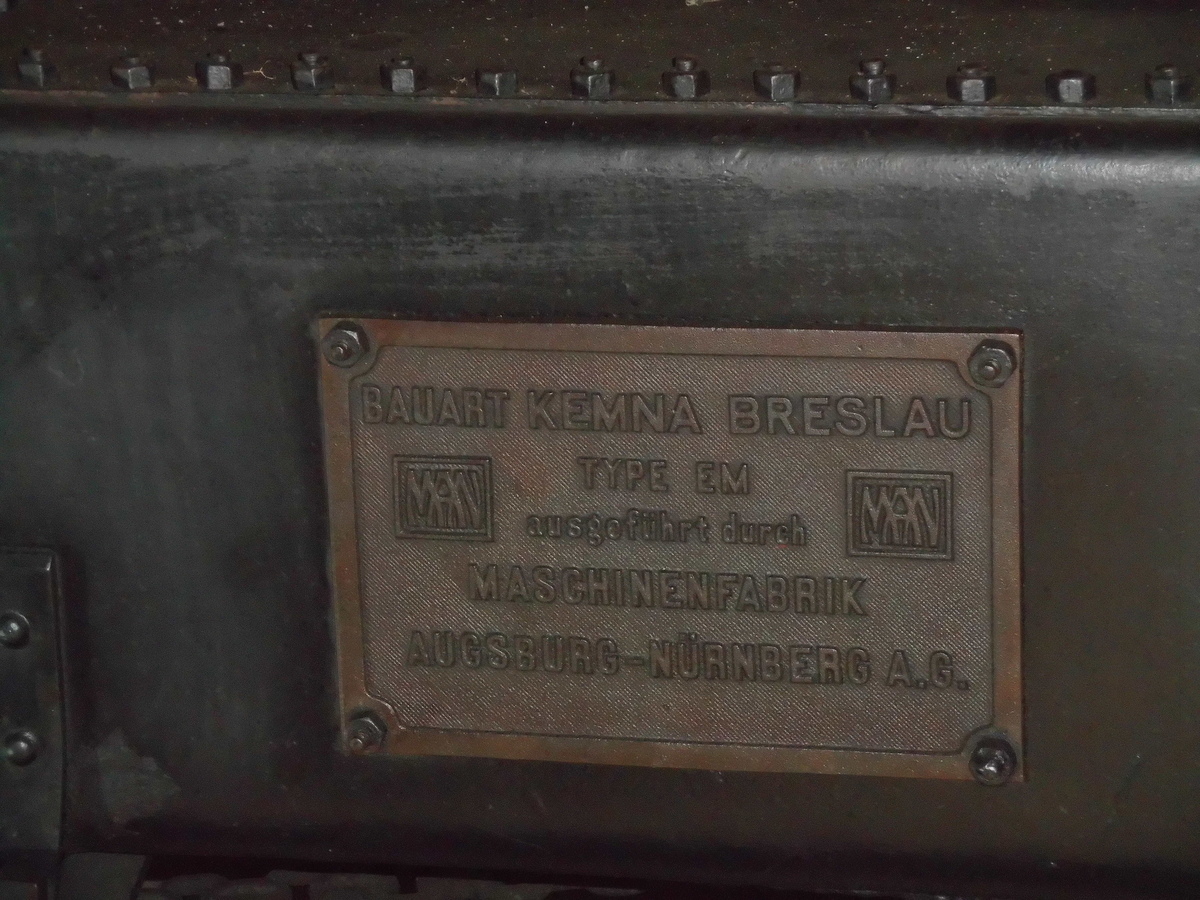 BAUART KEMNA BRESLAU
TYPE EM
MAN
ausgeführt durch
MAN
MASCHINENFABRIK
AUGSBURG-NÜRNBERG A.G.